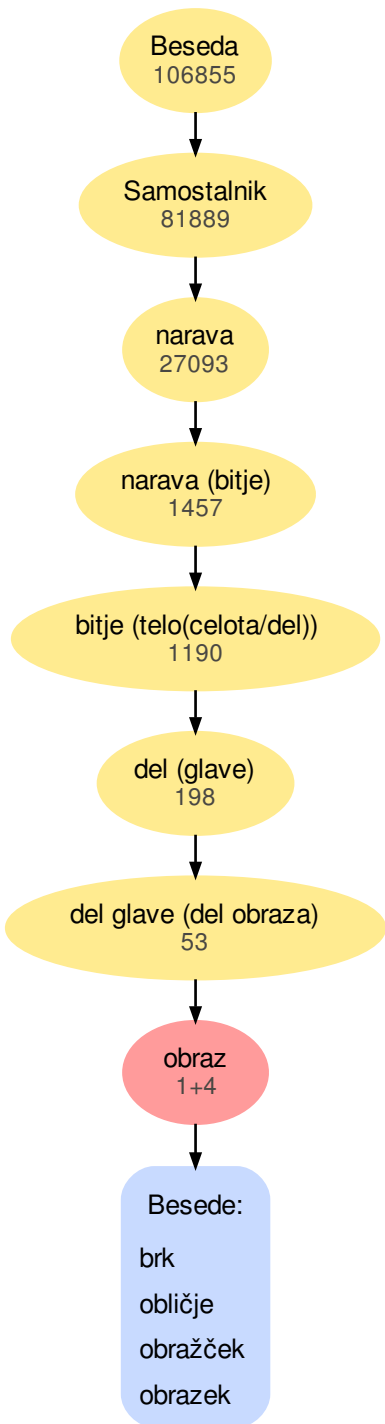 Beseda
106855
Samostalnik
81889
narava
27093
narava (bitje)
1457
bitje (telo(celota/del))
1190
del (glave)
198
del glave (del obraza)
53
obraz
1+4
Besede:
brk
obličje
obražček
obrazek